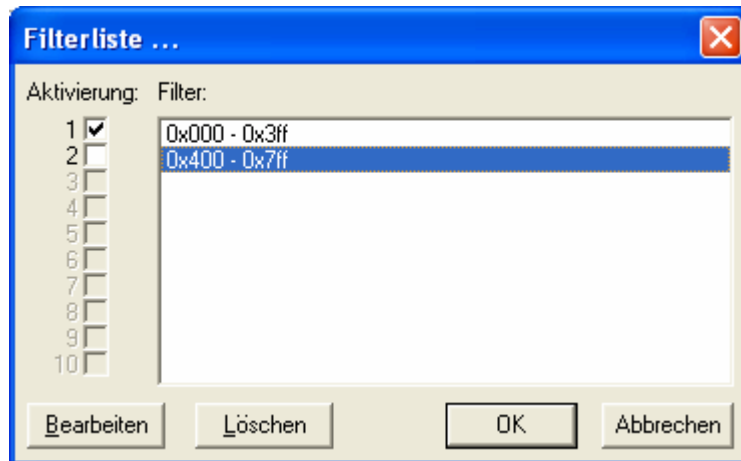 Filterliste ...
Aktivierung: Filter:
1 0x000 - 0x3ff
2 0x400 - 0x7ff
3
4
5
6
7
8
9
10
Bearbeiten Löschen OK Abbrechen